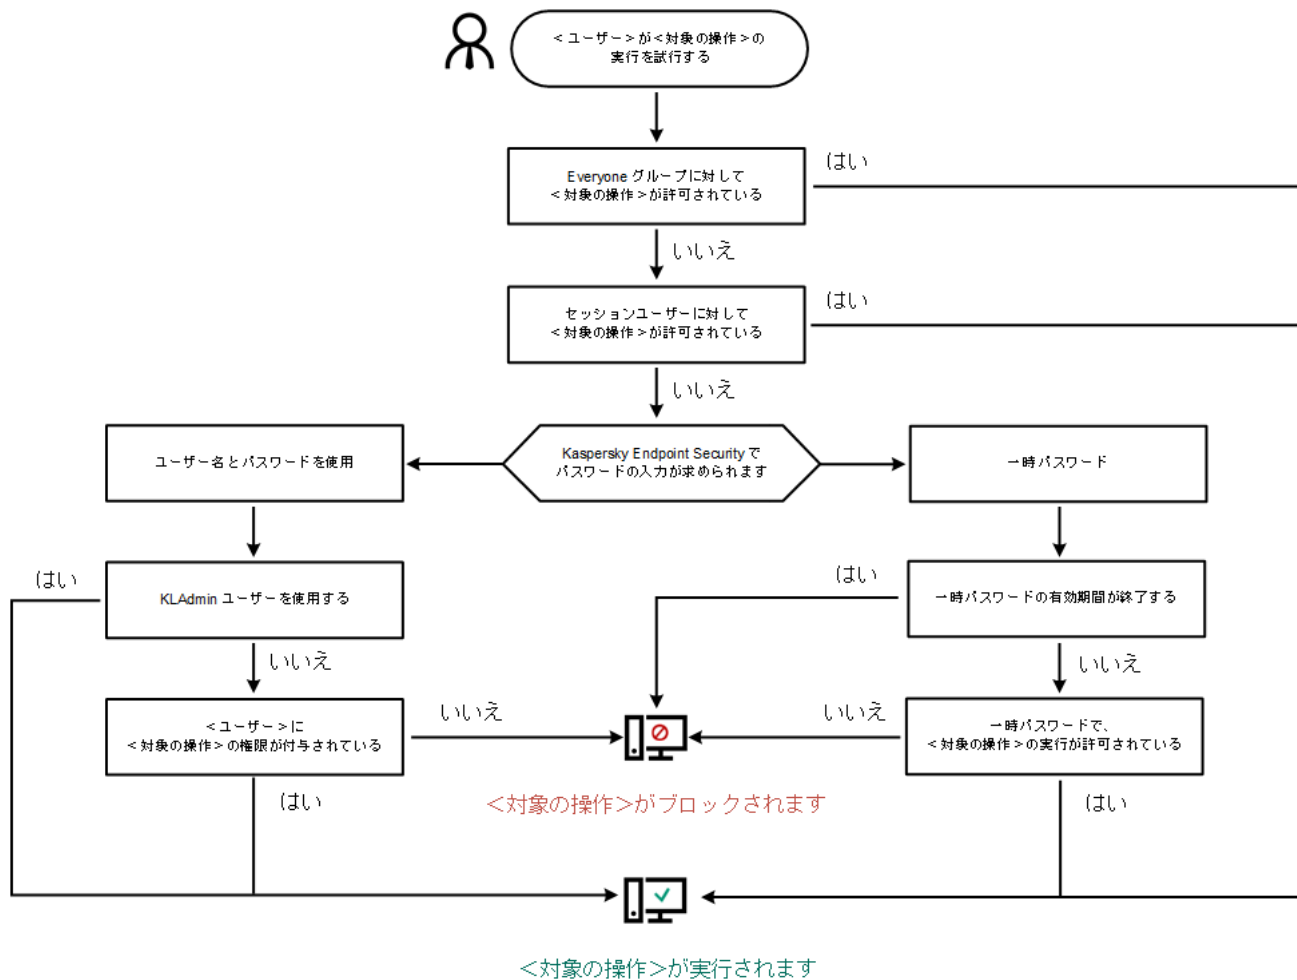 ＜ユーザー＞が＜対象の操作＞の
実行を試行する
Everyone グループに対して
＜対象の操作＞が許可されている
はい
いいえ
セッションユーザーに対して
＜対象の操作＞が許可されている
はい
いいえ
ユーザー名とパスワードを使用
Kaspersky Endpoint Security で
パスワードの入力が求められます
一時パスワード
はい
KLAdmin ユーザーを使用する
はい
一時パスワードの有効期間が終了する
いいえ
いいえ
＜ユーザー＞に
＜対象の操作＞の権限が付与されている
いいえ
いいえ
一時パスワードで、
＜対象の操作＞の実行が許可されている
はい
＜対象の操作＞がブロックされます
はい
＜対象の操作＞が実行されます